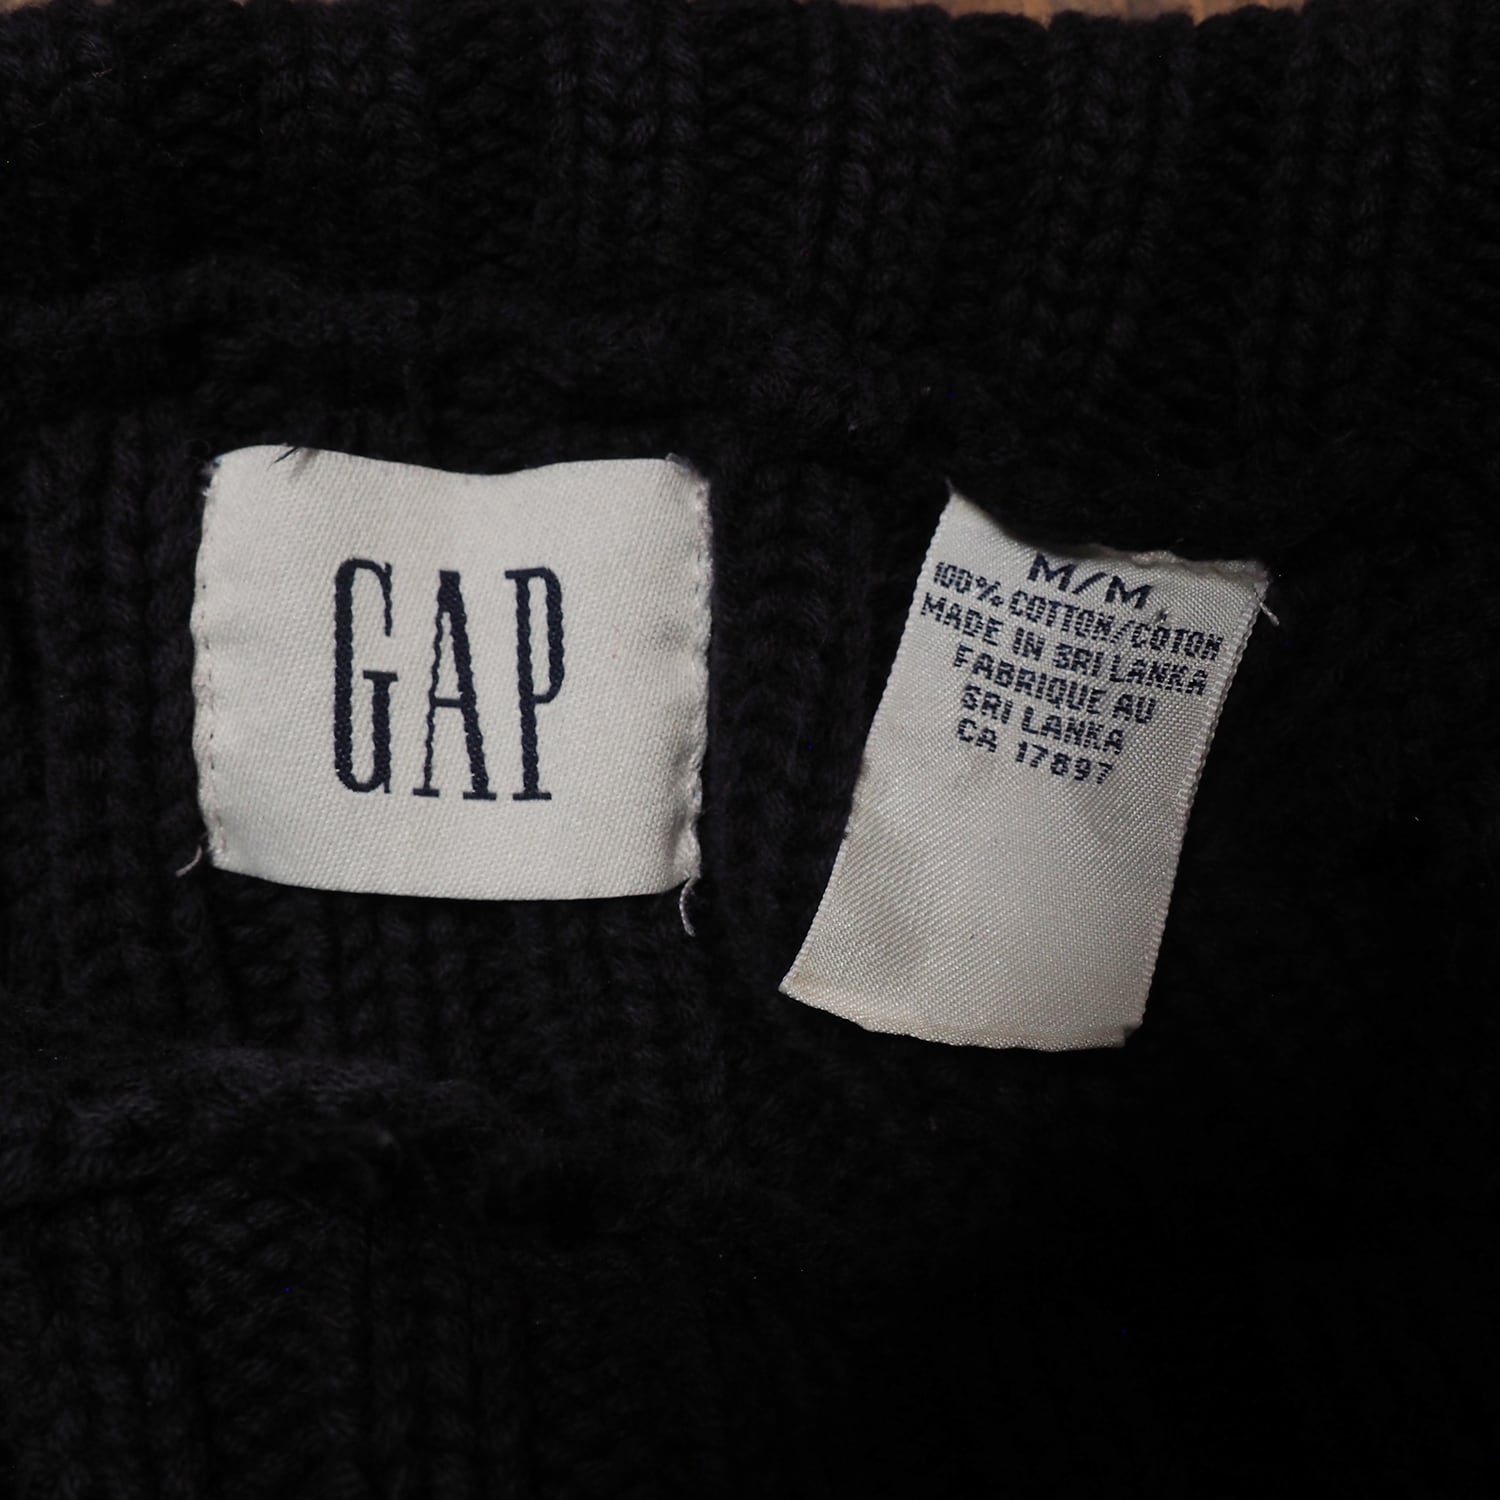 GAP
M/M
100% COTTON/COTON
MADE IN SRI LANKA
FABRIQUE AU
SRI LANKA
CA 17897